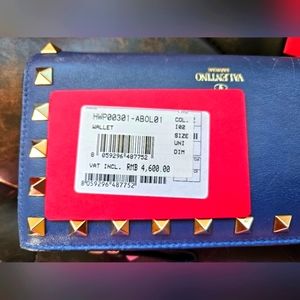 VALENTINO
GARAVANI
HWP00301-ABOL01
WALLET
COL.
I02
SIZE
UNI
DIM
8 059296 487752
VAT INCL. RMB 4,600.00
8059296487752